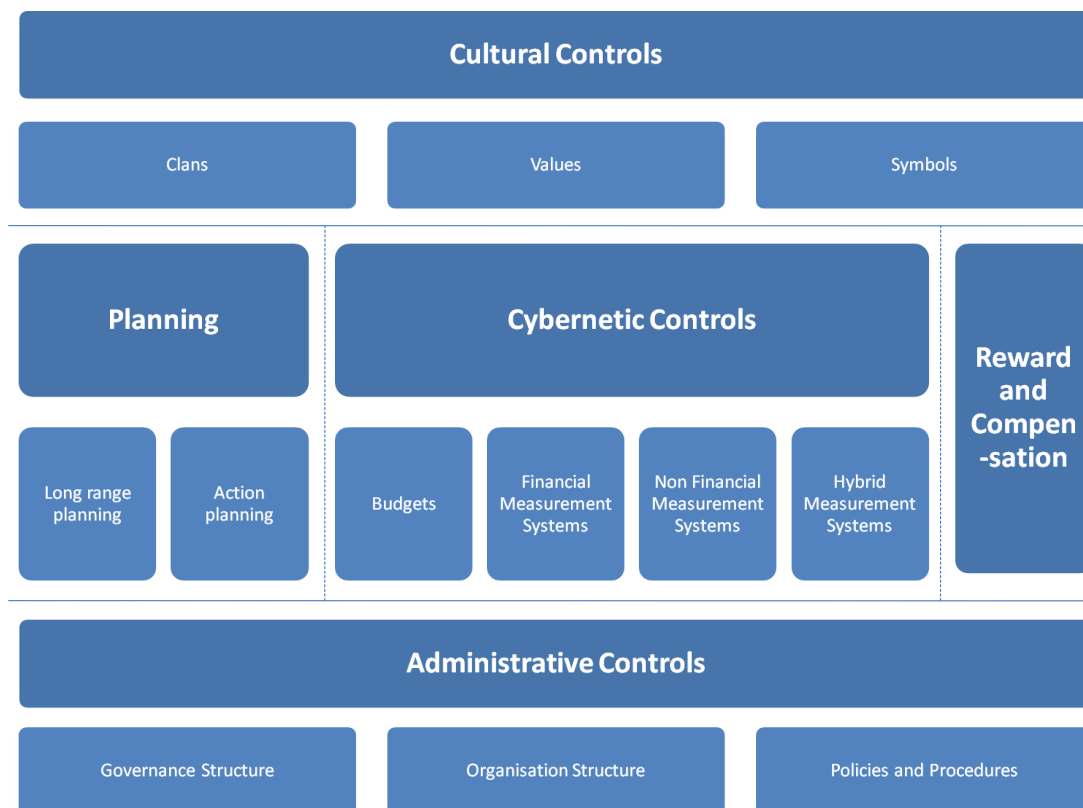 Cultural Controls
Clans
Values
Symbols
Planning
Cybernetic Controls
Reward
and
Compen
-sation
Long range
planning
Action
planning
Budgets
Financial
Measurement
Systems
Non Financial
Measurement
Systems
Hybrid
Measurement
Systems
Administrative Controls
Governance Structure
Organisation Structure
Policies and Procedures